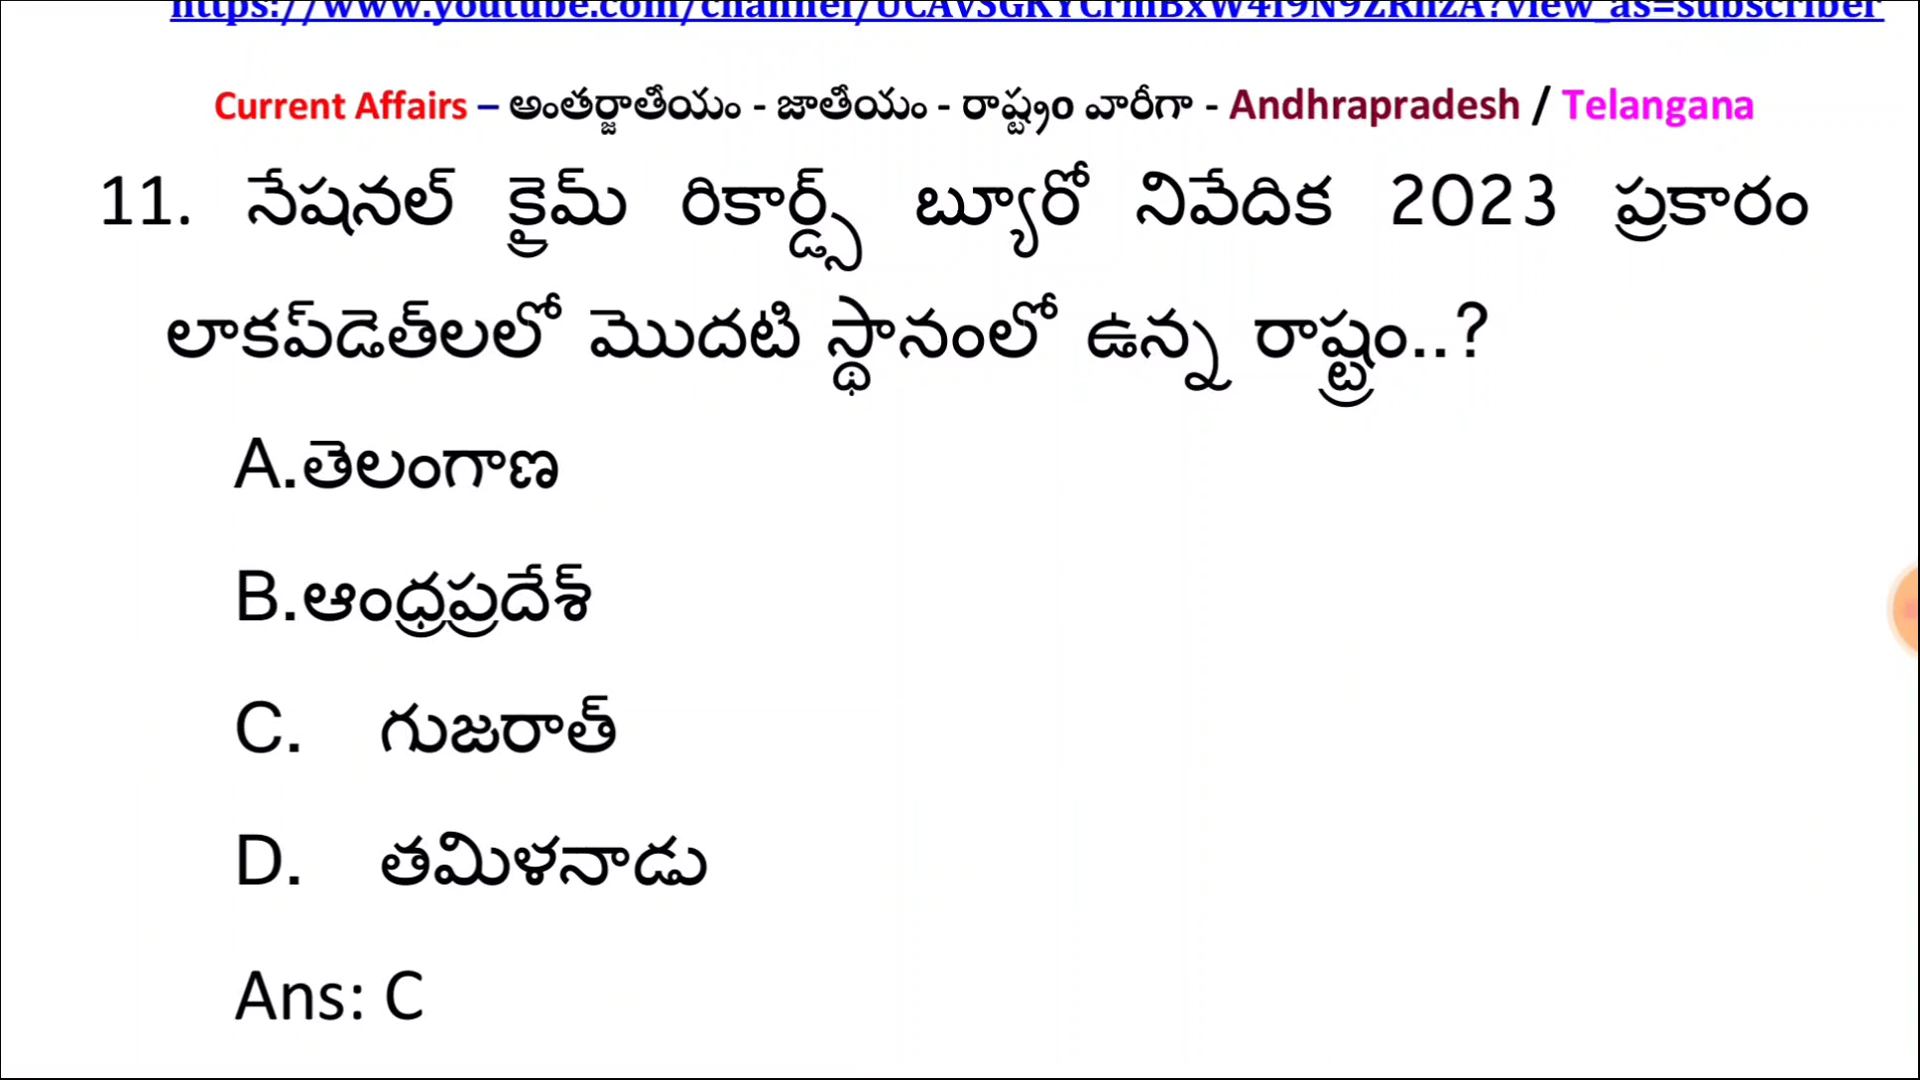 Current Affairs – అంతర్జాతీయం - జాతీయం - రాష్ట్రం వారీగా - Andhrapradesh / Telangana
11. నేషనల్ క్రైమ్ రికార్డ్స్ బ్యూరో నివేదిక 2023 ప్రకారం
లాకప్‌డెత్‌లలో మొదటి స్థానంలో ఉన్న రాష్ట్రం..?
A.తెలంగాణ
B.ఆంధ్రప్రదేశ్
C. గుజరాత్
D. తమిళనాడు
Ans: C